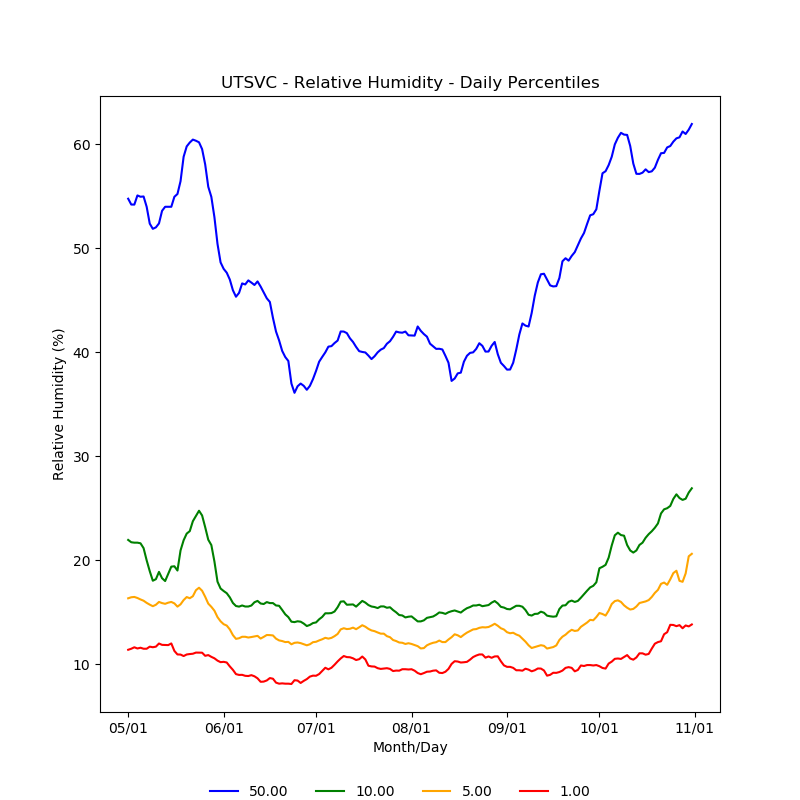 UTSVC - Relative Humidity - Daily Percentiles
60
50
40
30
20
10
Relative Humidity (%)
05/01 06/01 07/01 08/01 09/01 10/01 11/01
Month/Day
50.00 10.00 5.00 1.00